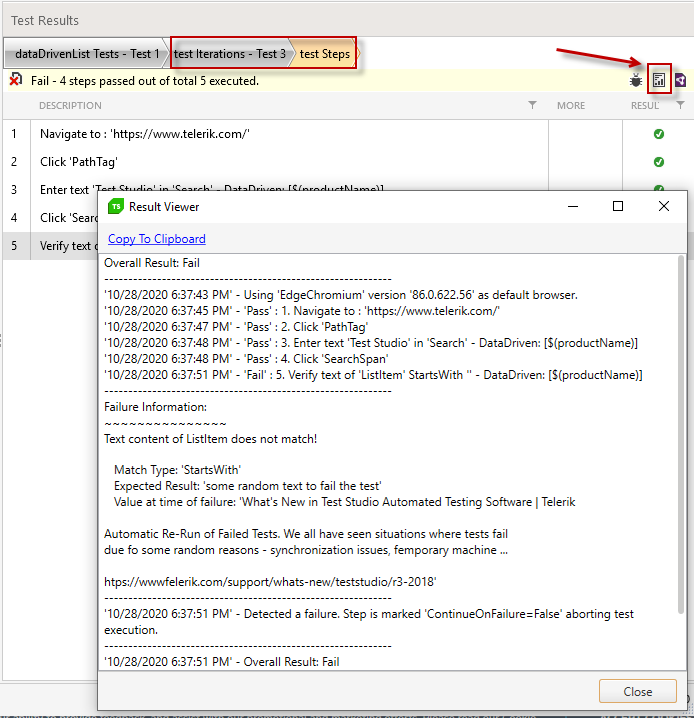 Test Results
dataDrivenList Tests - Test 1 test Iterations - Test 3 test Steps
Fail - 4 steps passed out of total 5 executed.
DESCRIPTION MORE RESUL
1 Navigate to : 'https://www.telerik.com/'
2 Click 'PathTag'
3 Enter text 'Test Studio' in 'Search' - DataDriven: [$(productName)]
4 Click 'Searc
5 Verify text o
TS Result Viewer
Copy To Clipboard
Overall Result: Fail
------------------------------------------------------------
'10/28/2020 6:37:43 PM' - Using 'EdgeChromium' version '86.0.622.56' as default browser.
'10/28/2020 6:37:45 PM' - 'Pass' : 1. Navigate to : 'https://www.telerik.com/'
'10/28/2020 6:37:47 PM' - 'Pass' : 2. Click 'PathTag'
'10/28/2020 6:37:48 PM' - 'Pass' : 3. Enter text 'Test Studio' in 'Search' - DataDriven: [$(productName)]
'10/28/2020 6:37:48 PM' - 'Pass' : 4. Click 'SearchSpan'
'10/28/2020 6:37:51 PM' - 'Fail' : 5. Verify text of 'ListItem' StartsWith '' - DataDriven: [$(productName)]
------------------------------------------------------------
Failure Information:
~~~~~~~~~~~~~~~
Text content of ListItem does not match!
Match Type: 'StartsWith'
Expected Result: 'some random text to fail the test'
Value at time of failure: 'What's New in Test Studio Automated Testing Software | Telerik
Automatic Re-Run of Failed Tests. We all have seen situations where tests fail
due fo some random reasons - synchronization issues, femporary machine ...
htps://wwwfelerik.com/support/whats-new/teststudio/r3-2018'
------------------------------------------------------------
'10/28/2020 6:37:51 PM' - Detected a failure. Step is marked 'ContinueOnFailure=False' aborting test
execution.
------------------------------------------------------------
'10/28/2020 6:37:51 PM' - Overall Result: Fail
Close